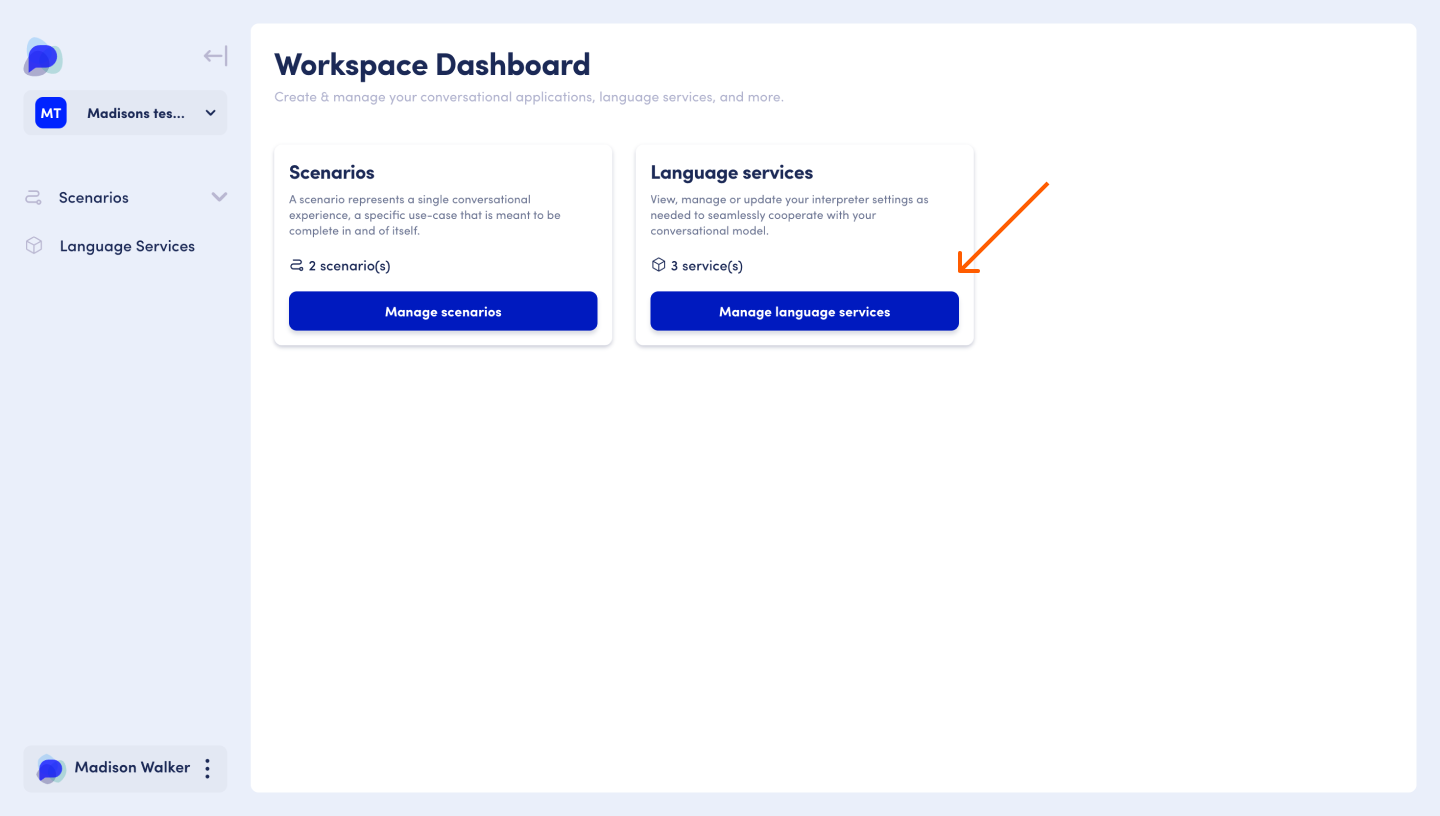 MT
Madisons tes...
Scenarios
Language Services
Madison Walker
Workspace Dashboard
Create & manage your conversational applications, language services, and more.
Scenarios
A scenario represents a single conversational
experience, a specific use-case that is meant to be
complete in and of itself.
2 scenario(s)
Manage scenarios
Language services
View, manage or update your interpreter settings as
needed to seamlessly cooperate with your
conversational model.
3 service(s)
Manage language services